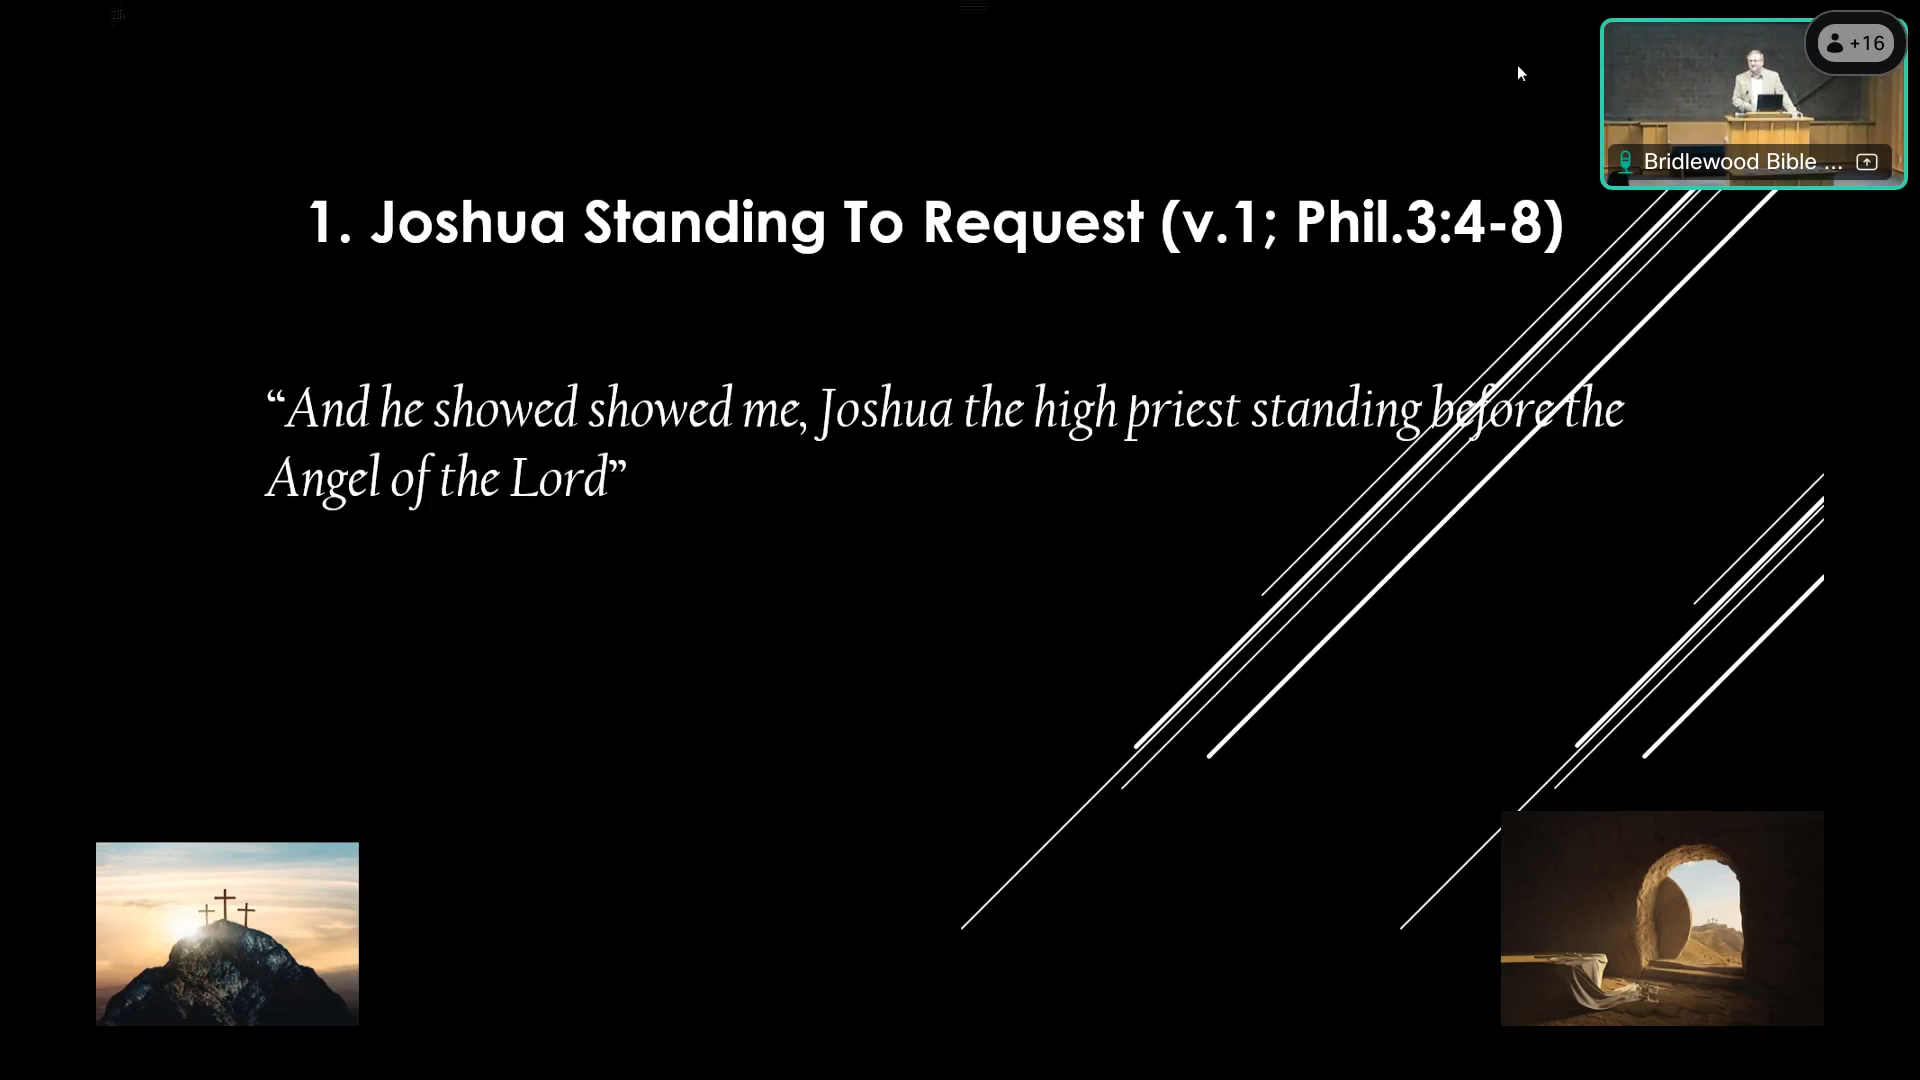 +16
Bridlewood Bible ...
1. Joshua Standing To Request (v.1; Phil.3:4-8)
“And he showed showed me, Joshua the high priest standing before the
Angel of the Lord”